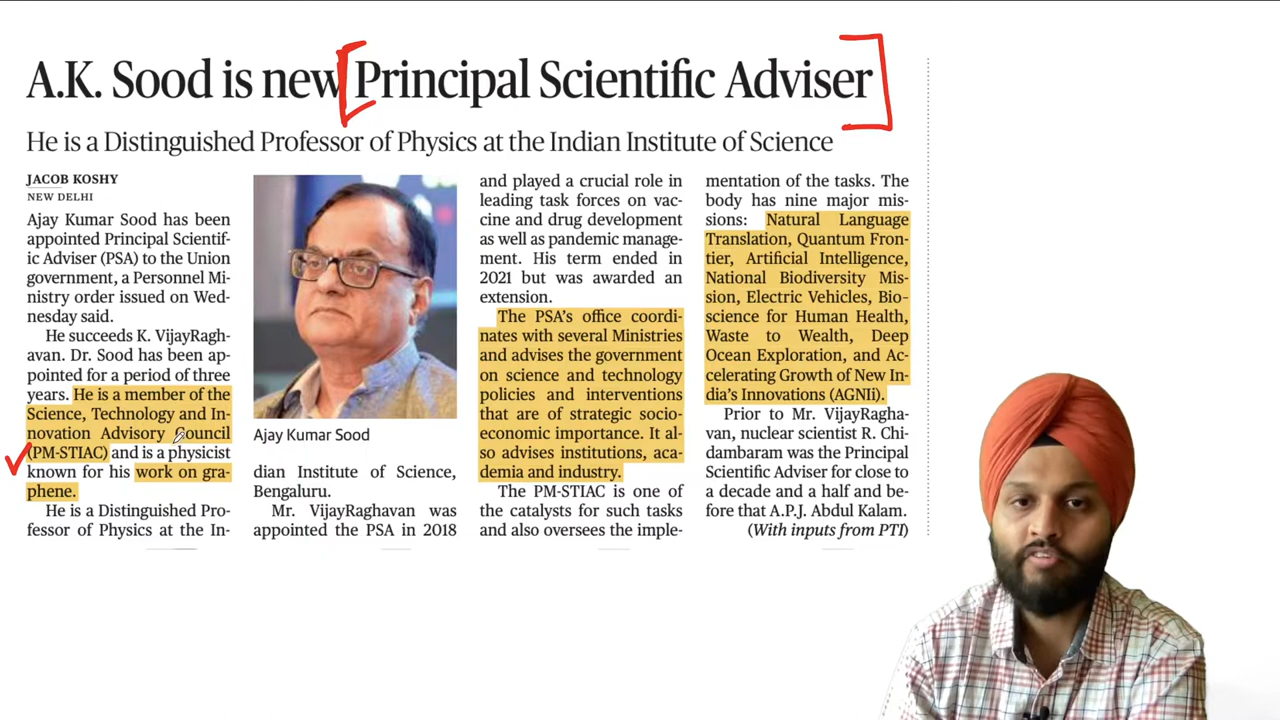 A.K. Sood is new Principal Scientific Adviser
He is a Distinguished Professor of Physics at the Indian Institute of Science
JACOB KOSHY
NEW DELHI
Ajay Kumar Sood has been
appointed Principal Scientif-
ic Adviser (PSA) to the Union
government, a Personnel Mi-
nistry order issued on Wed-
nesday said.
He succeeds K. VijayRagh-
avan. Dr. Sood has been ap-
pointed for a period of three
years. He is a member of the
Science, Technology and In-
novation Advisory Council
(PM-STIAC) and is a physicist
known for his work on gra-
phene.
He is a Distinguished Pro-
fessor of Physics at the In-
Ajay Kumar Sood
dian Institute of Science,
Bengaluru.
Mr. VijayRaghavan was
appointed the PSA in 2018
and played a crucial role in
leading task forces on vac-
cine and drug development
as well as pandemic manage-
ment. His term ended in
2021 but was awarded an
extension.
The PSA's office coordi-
nates with several Ministries
and advises the government
on science and technology
policies and interventions
that are of strategic socio-
economic importance. It al-
so advises institutions, aca-
demia and industry.
The PM-STIAC is one of
the catalysts for such tasks
and also oversees the imple-
mentation of the tasks. The
body has nine major mis-
sions: Natural Language
Translation, Quantum Fron-
tier, Artificial Intelligence,
National Biodiversity Mis-
sion, Electric Vehicles, Bio-
science for Human Health,
Waste to Wealth, Deep
Ocean Exploration, and Ac-
celerating Growth of New In-
dia's Innovations (AGNIi).
Prior to Mr. VijayRagha-
van, nuclear scientist R. Chi-
dambaram was the Principal
Scientific Adviser for close to
a decade and a half and be-
fore that A.P.J. Abdul Kalam.
(With inputs from PTI)